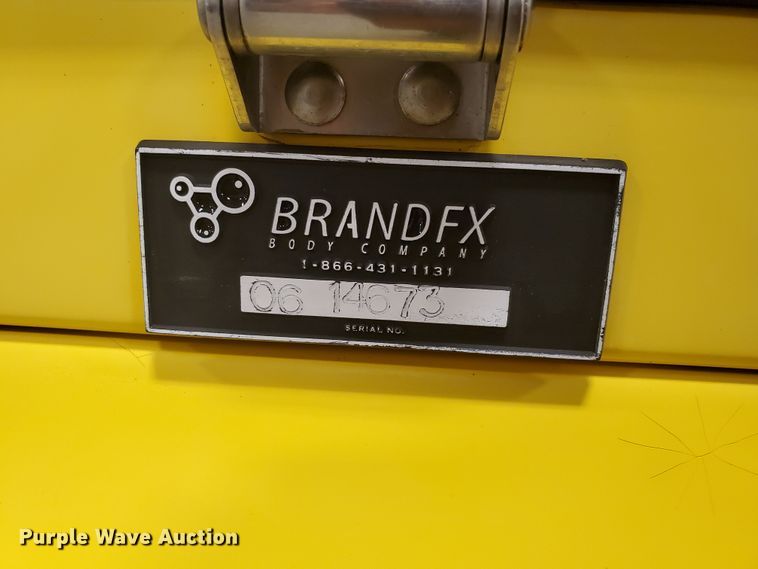 BRANDFX
BODY COMPANY
1-866-431-1131
06 14673
SERIAL NO.
Purple Wave Auction